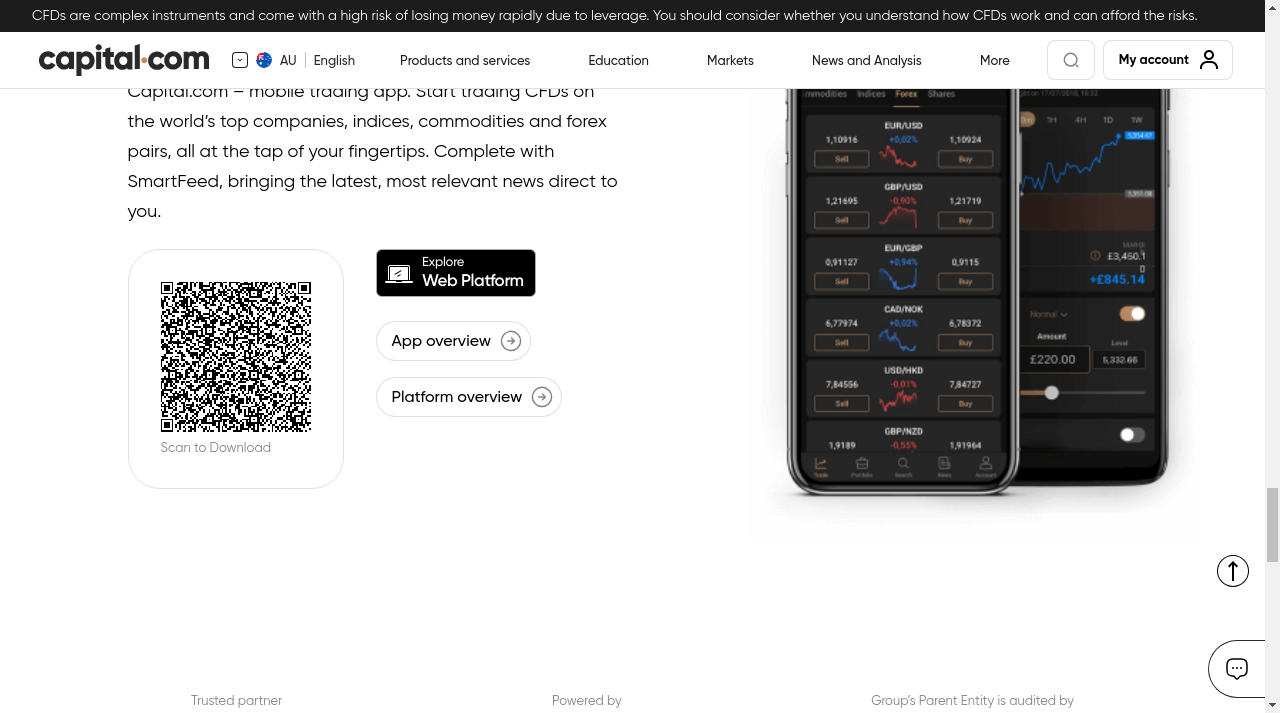 CFDs are complex instruments and come with a high risk of losing money rapidly due to leverage. You should consider whether you understand how CFDs work and can afford the risks.
capital.com
AU
English
Products and services
Education
Markets
News and Analysis
More
My account
Capital.com – mobile trading app. Start trading CFDs on
the world's top companies, indices, commodities and forex
pairs, all at the tap of your fingertips. Complete with
SmartFeed, bringing the latest, most relevant news direct to
you.
Scan to Download
Explore
Web Platform
App overview
Platform overview
Indices Forex Shares
EUR/USD
1,10916 +0,02% 1,10924
Sell Buy
GBP/USD
1,21695 -0,90% 1,21719
Sell Buy
EUR/GBP
0,91127 +0,94% 0,9115
Sell Buy
CAD/NOK
6,77974 +0,02% 6,78372
Sell Buy
USD/HKD
7,84556 -0,01% 7,84727
Sell Buy
GBP/NZD
1,9189 -0,55% 1,91964
Trade Portfolio Search News Account
1H 4H 1D 1W
£3,450.1
0
+£845.14
Normal
Amount
Level
£220.00
5,332.66
Trusted partner
Powered by
Group's Parent Entity is audited by